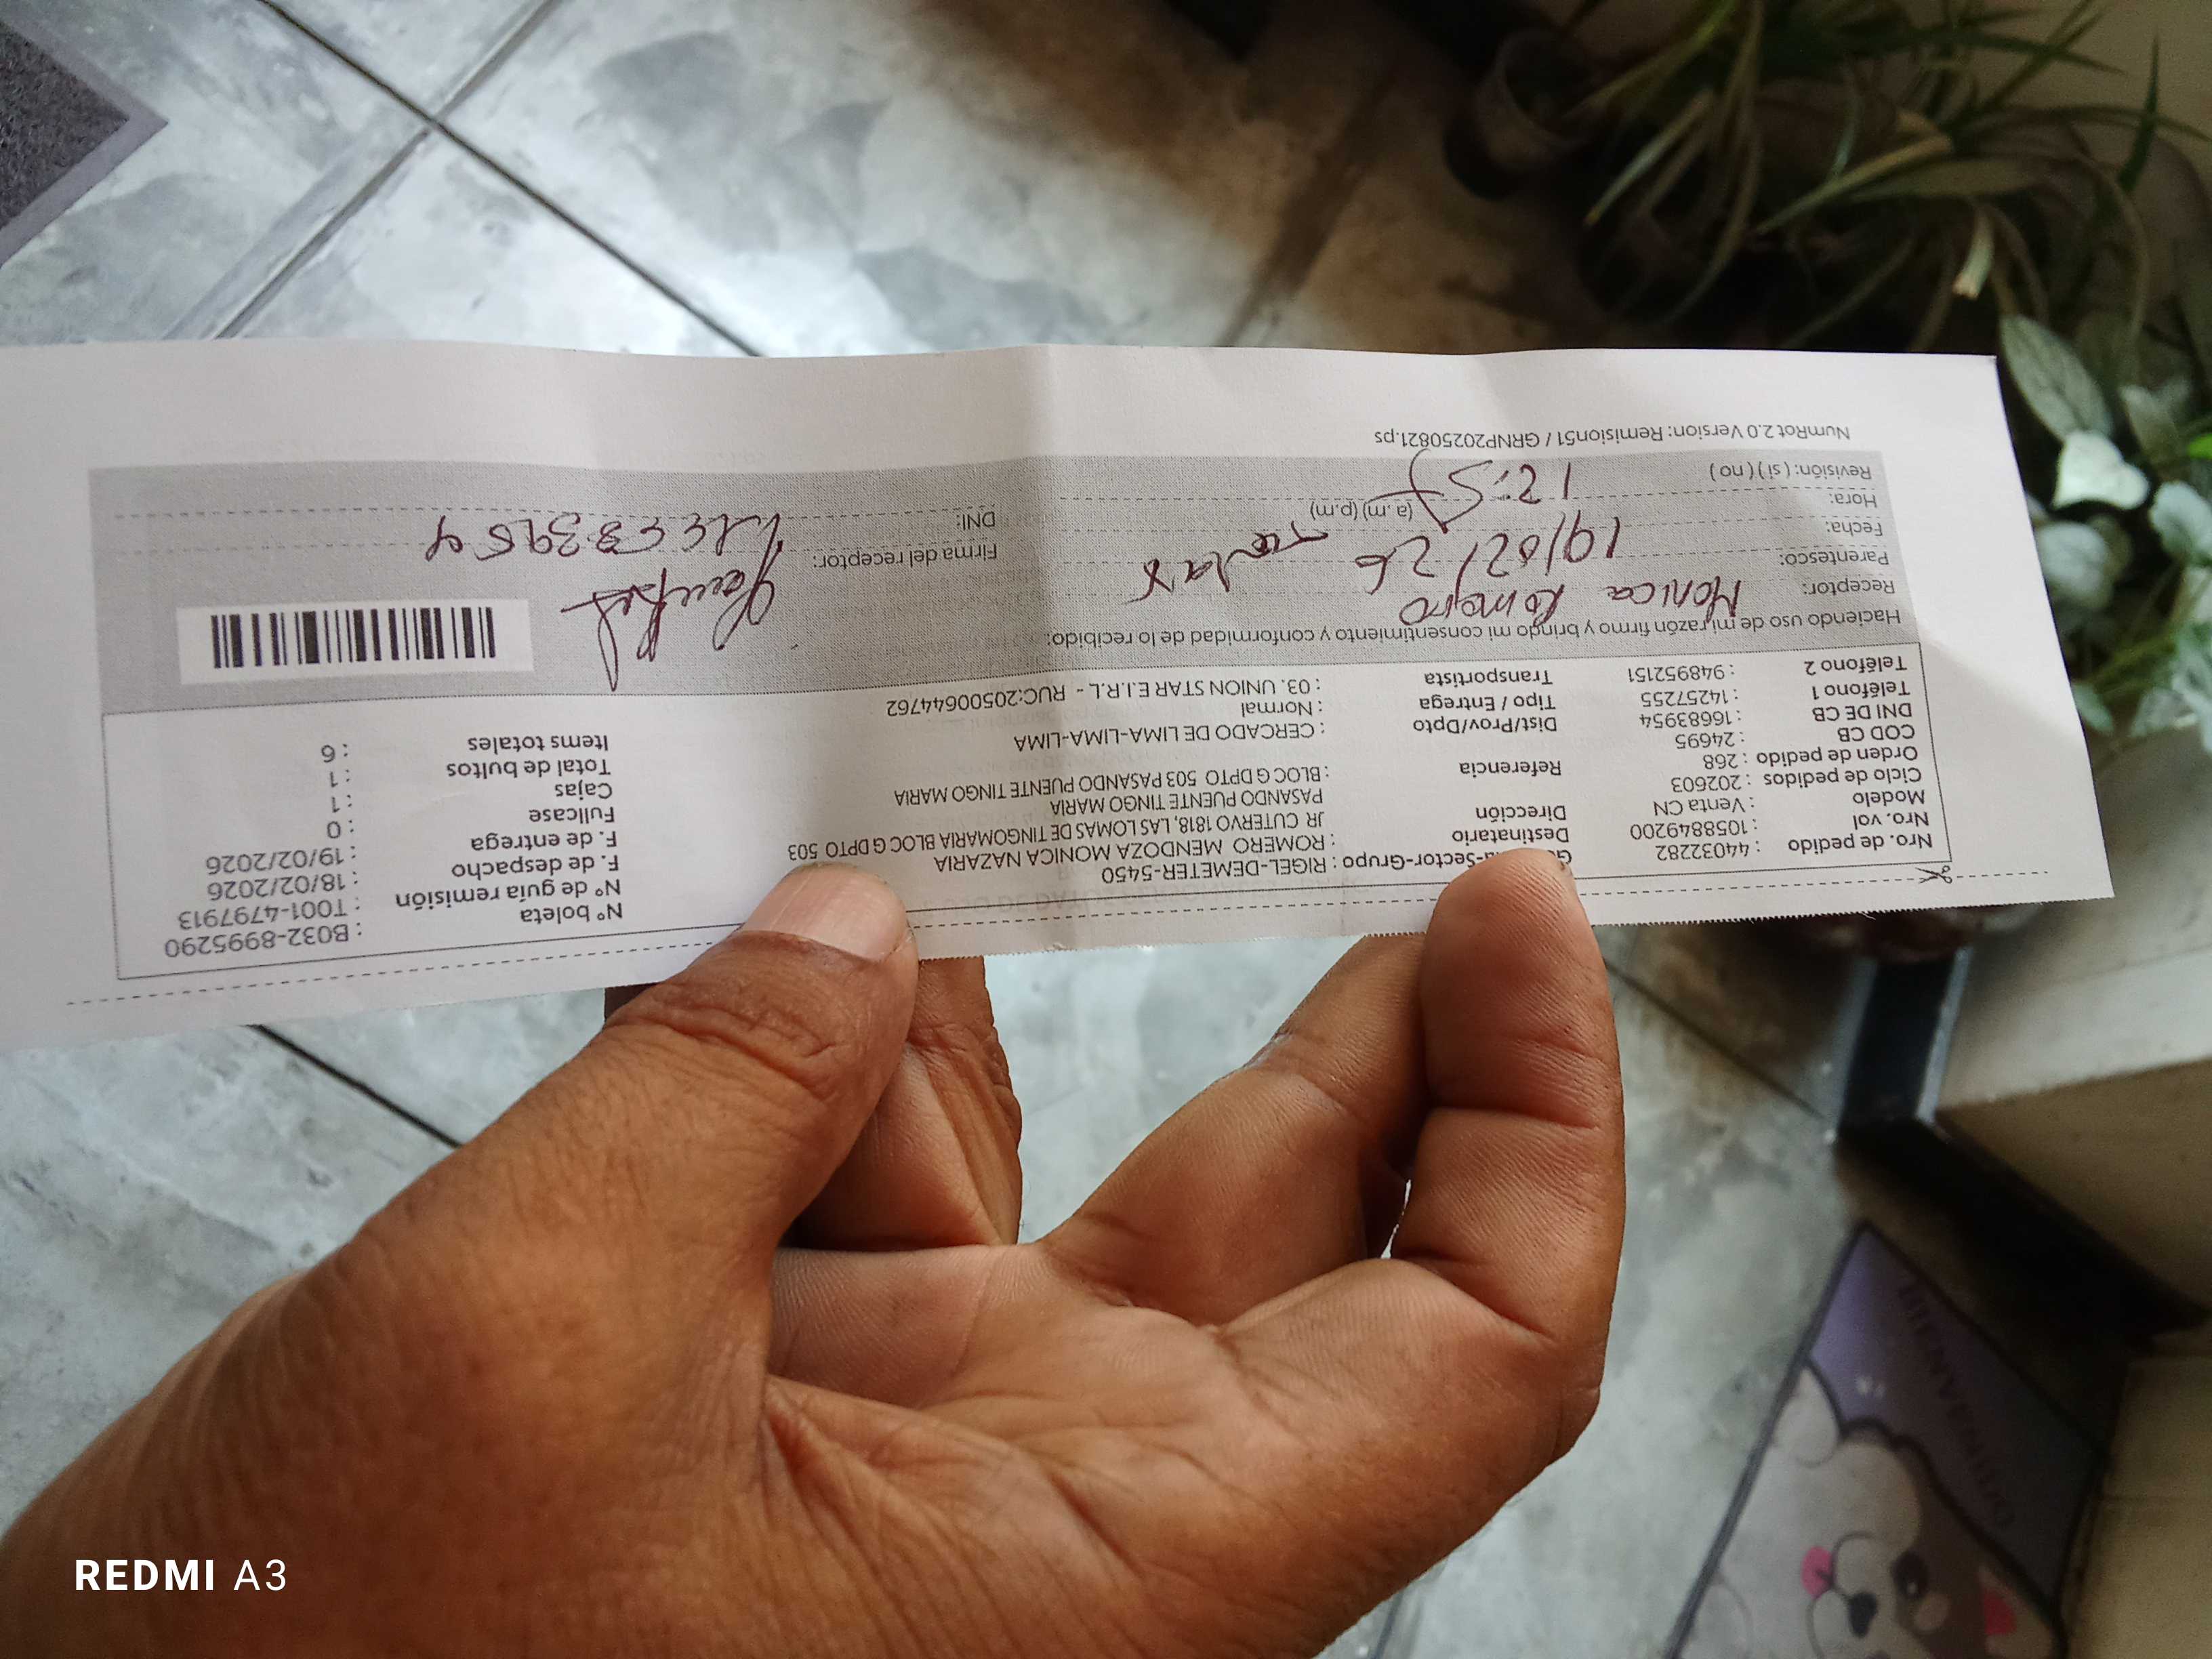 Nro. de pedido : 44032282
Nro. vol : 1058849200
Modelo : Venta CN
Ciclo de pedidos : 202603
Orden de pedido : 268
COD CB : 24695
DNI DE CB : 16683954
Teléfono 1 : 14257255
Teléfono 2 : 948952151
-Sector-Grupo : RIGEL-DEMETER-5450
Destinatario : ROMERO MENDOZA MONICA NAZARIA
Dirección JR CUTERVO 1818, LAS LOMAS DE TINGOMARIA BLOC G DPTO 503
PASANDO PUENTE TINGO MARIA
Referencia : BLOC G DPTO 503 PASANDO PUENTE TINGO MARIA
Dist/Prov/Dpto : CERCADO DE LIMA-LIMA-LIMA
Tipo / Entrega : Normal
Transportista : 03. UNION STAR E.I.R.L - RUC:20500644762
N° boleta : B032-8995290
N° de guía remisión : T001-4797913
F. de despacho : 18/02/2026
F. de entrega : 19/02/2026
Fullcase : 0
Cajas : 1
Total de bultos : 1
Items totales : 6
Haciendo uso de mi razón firmo y brindo mi consentimiento y conformidad de lo recibido:
Receptor: Monica Romero
Parentesco:
Fecha: 19/02/26
Hora: (a. m) (p.m)
Revisión: ( si ) ( no )
Firma del receptor:
DNI:
NumRot 2.0 Version: Remision51 / GRNP20250821.ps
REDMI A3